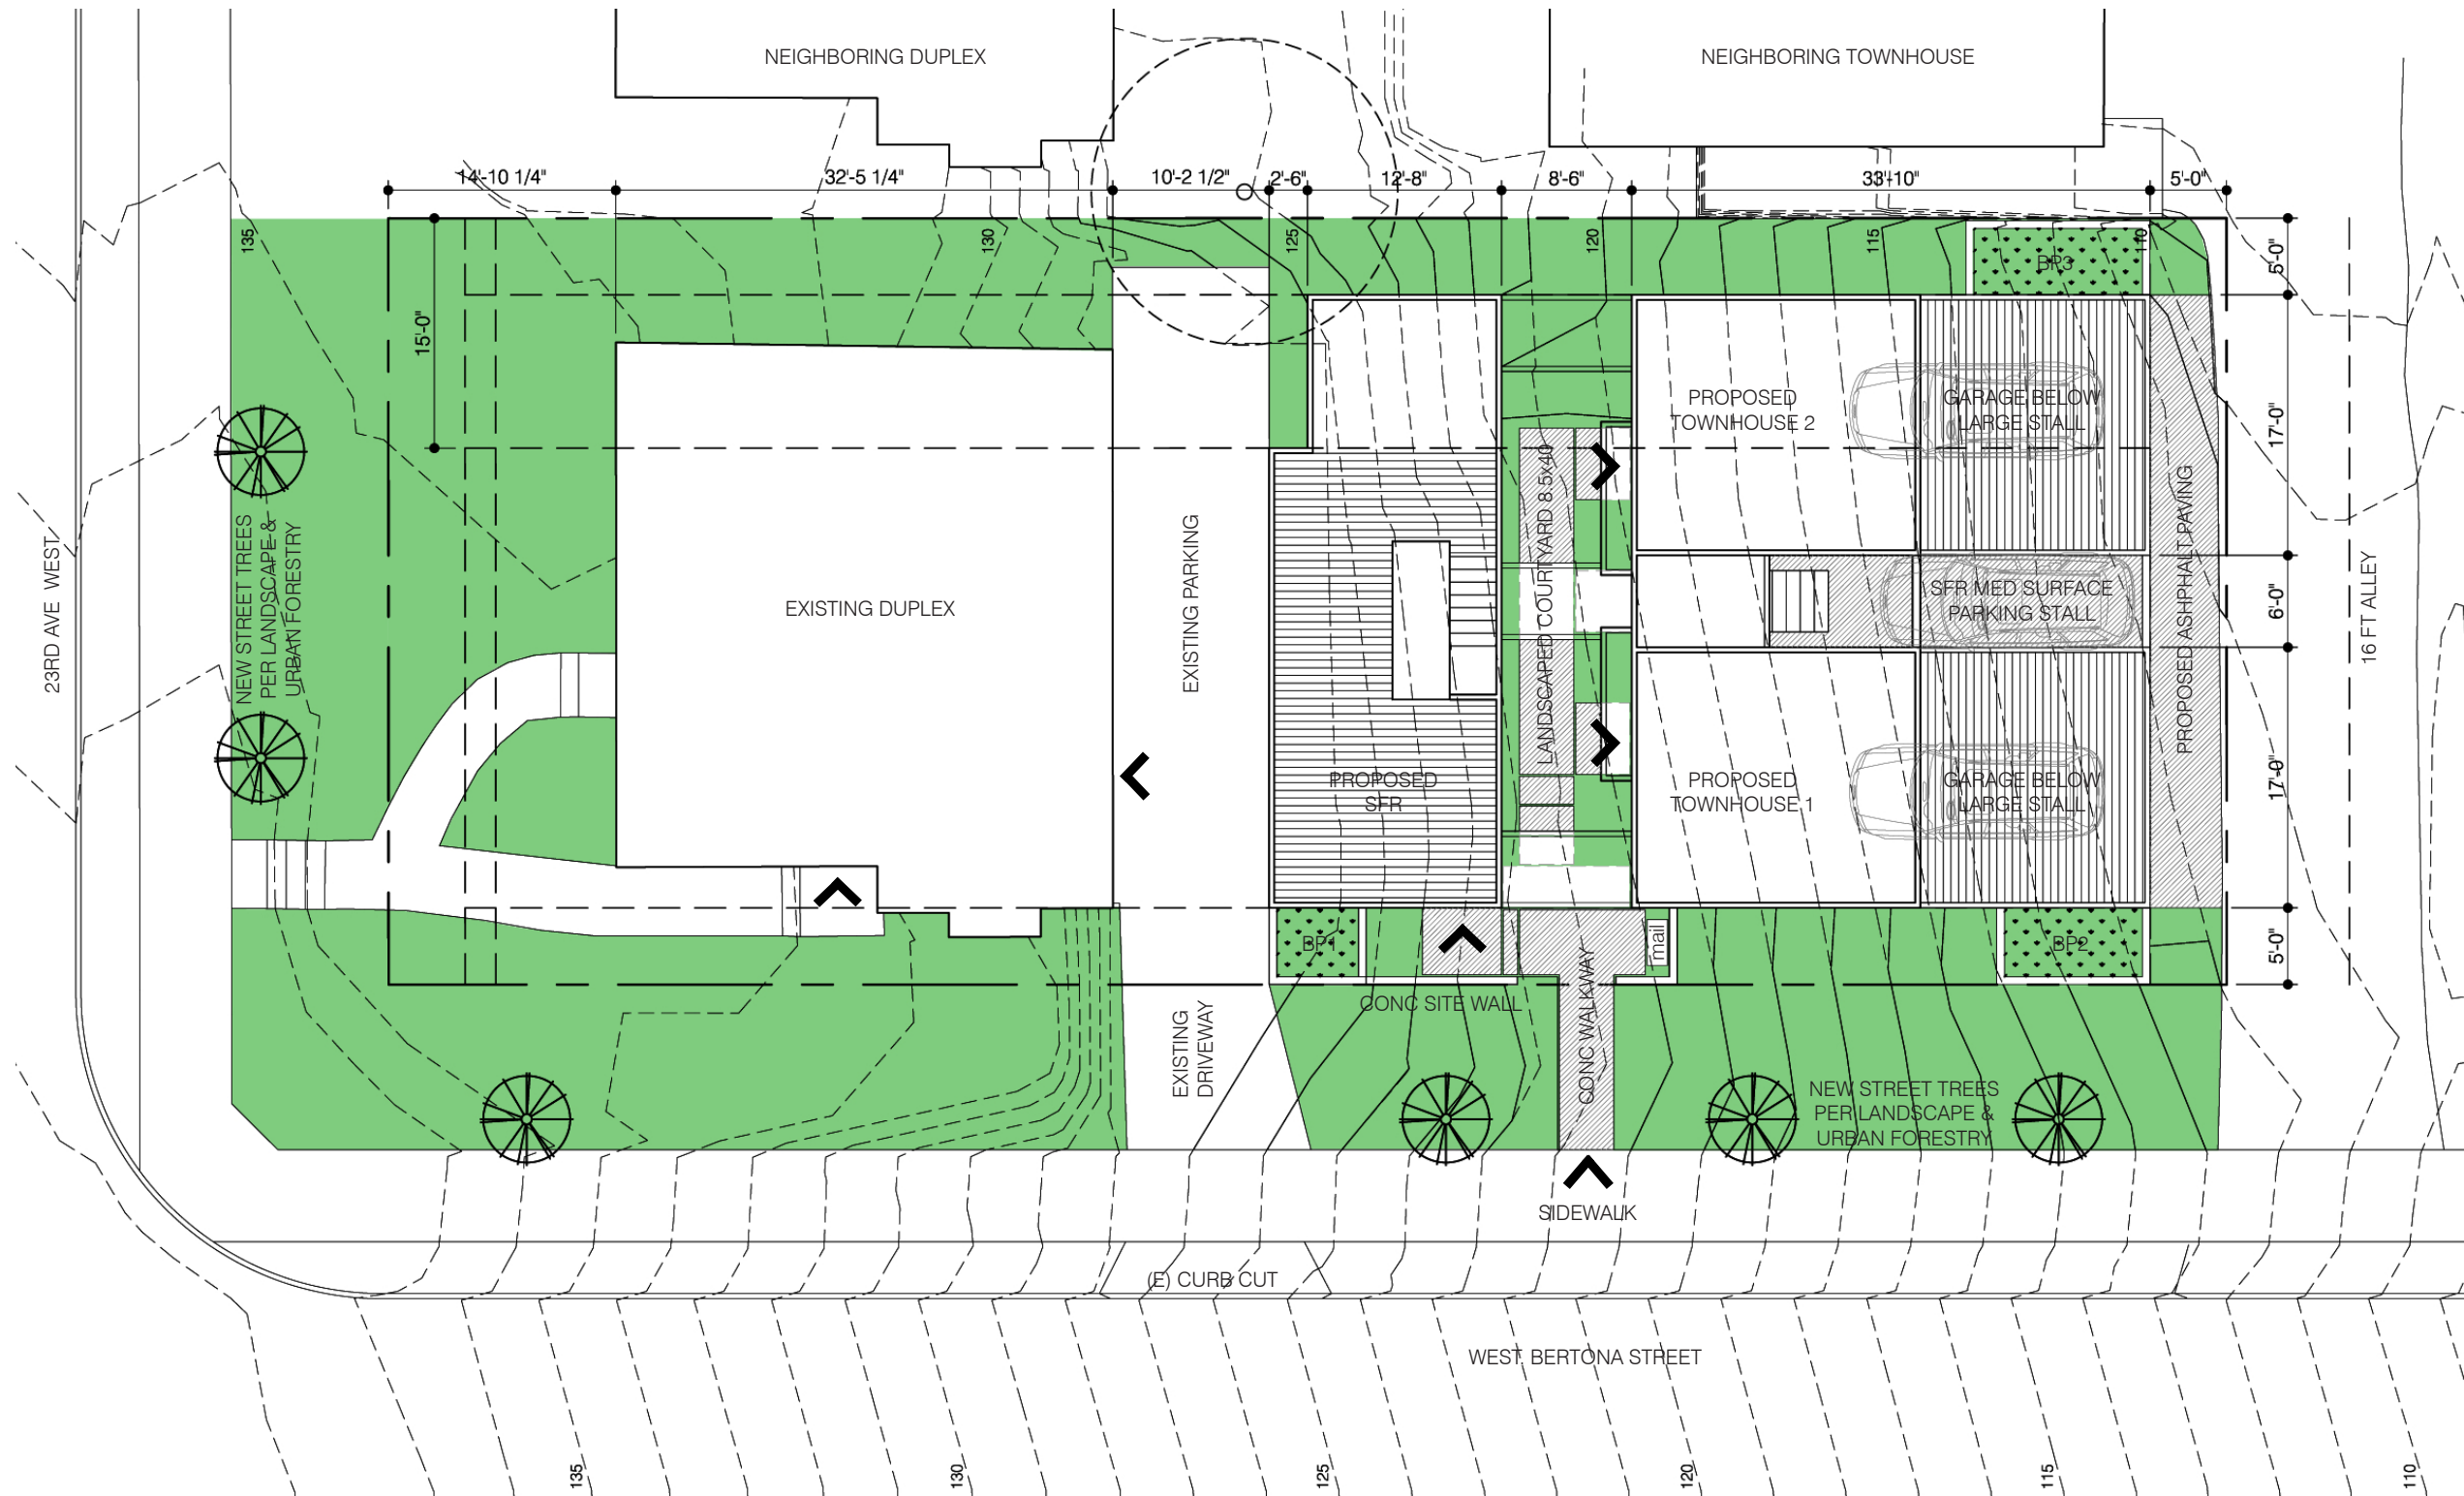 NEIGHBORING DUPLEX
NEIGHBORING TOWNHOUSE
14'-10 1/4"
32'-5 1/4"
10'-2 1/2"
2'-6"
12'-8"
8'-6"
33'-10"
5'-0"
135
130
125
120
115
110
BP3
5'-0"
15'-0"
17'-0"
PROPOSED
TOWNHOUSE 2
GARAGE BELOW
LARGE STALL
23RD AVE WEST
NEW STREET TREES
PER LANDSCAPE &
URBAN FORESTRY
EXISTING DUPLEX
EXISTING PARKING
LANDSCAPED COURTYARD 8.5x40
SFR MED SURFACE
PARKING STALL
PROPOSED ASHPHALT PAVING
6'-0"
16 FT ALLEY
PROPOSED
SFR
PROPOSED
TOWNHOUSE 1
GARAGE BELOW
LARGE STALL
17'-0"
BP1
mail
BP2
5'-0"
CONC SITE WALL
CONC WALKWAY
EXISTING
DRIVEWAY
NEW STREET TREES
PER LANDSCAPE &
URBAN FORESTRY
SIDEWALK
(E) CURB CUT
WEST BERTONA STREET
135
130
125
120
115
110